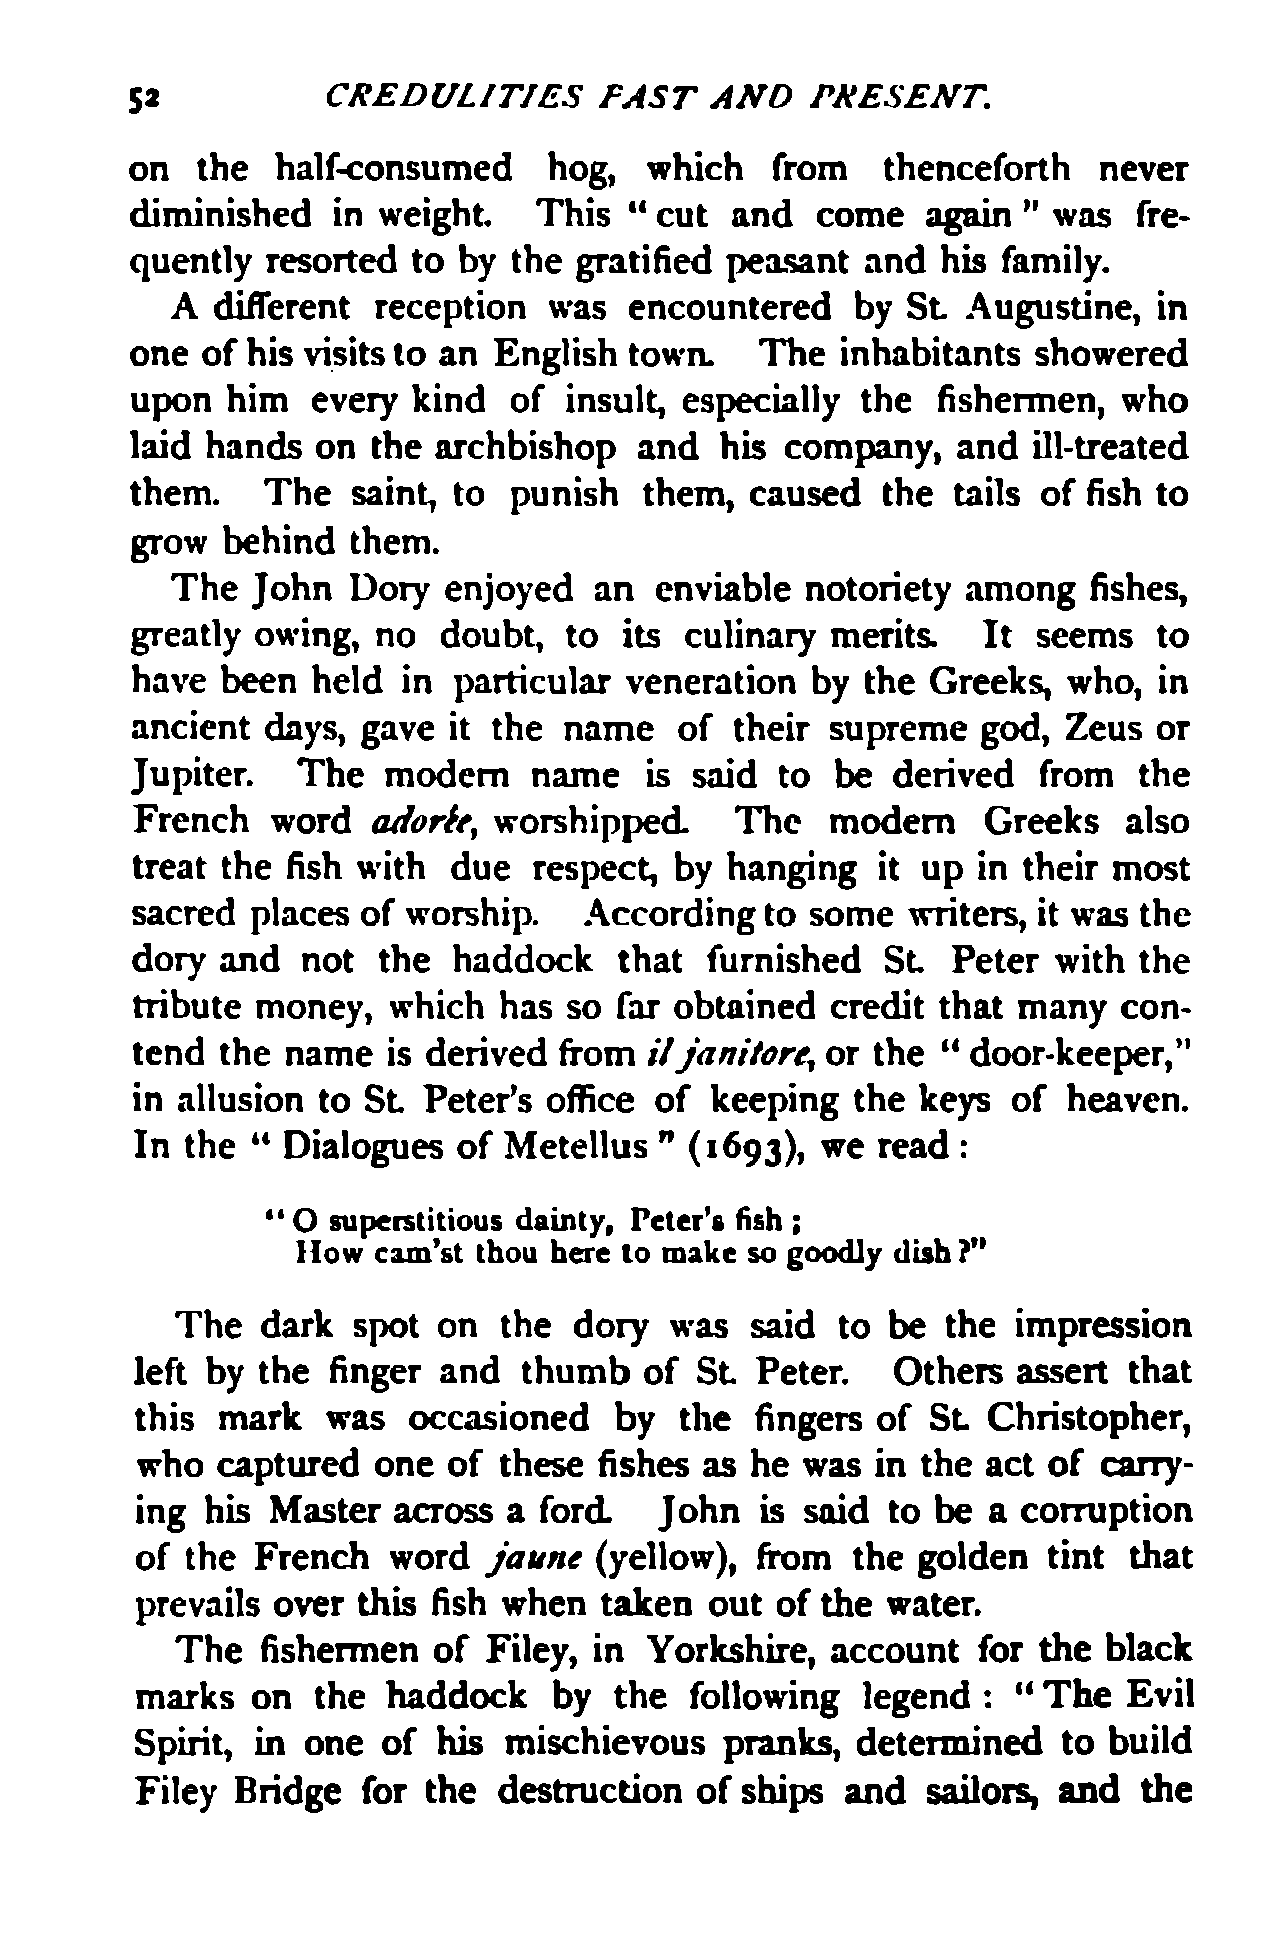 52 CREDULITIES PAST AND PRESENT.
on the half-consumed hog, which from thenceforth never
diminished in weight. This “cut and come again” was fre-
quently resorted to by the gratified peasant and his family.
A different reception was encountered by St. Augustine, in
one of his visits to an English town. The inhabitants showered
upon him every kind of insult, especially the fishermen, who
laid hands on the archbishop and his company, and ill-treated
them. The saint, to punish them, caused the tails of fish to
grow behind them.
The John Dory enjoyed an enviable notoriety among fishes,
greatly owing, no doubt, to its culinary merits. It seems to
have been held in particular veneration by the Greeks, who, in
ancient days, gave it the name of their supreme god, Zeus or
Jupiter. The modern name is said to be derived from the
French word adorèe, worshipped. The modern Greeks also
treat the fish with due respect, by hanging it up in their most
sacred places of worship. According to some writers, it was the
dory and not the haddock that furnished St. Peter with the
tribute money, which has so far obtained credit that many con-
tend the name is derived from il janitore, or the “door-keeper,”
in allusion to St. Peter's office of keeping the keys of heaven.
In the “Dialogues of Metellus” (1693), we read :
“O superstitious dainty, Peter's fish ;
How cam'st thou here to make so goodly dish?”
The dark spot on the dory was said to be the impression
left by the finger and thumb of St. Peter. Others assert that
this mark was occasioned by the fingers of St. Christopher,
who captured one of these fishes as he was in the act of carry-
ing his Master across a ford. John is said to be a corruption
of the French word jaune (yellow), from the golden tint that
prevails over this fish when taken out of the water.
The fishermen of Filey, in Yorkshire, account for the black
marks on the haddock by the following legend : “The Evil
Spirit, in one of his mischievous pranks, determined to build
Filey Bridge for the destruction of ships and sailors, and the